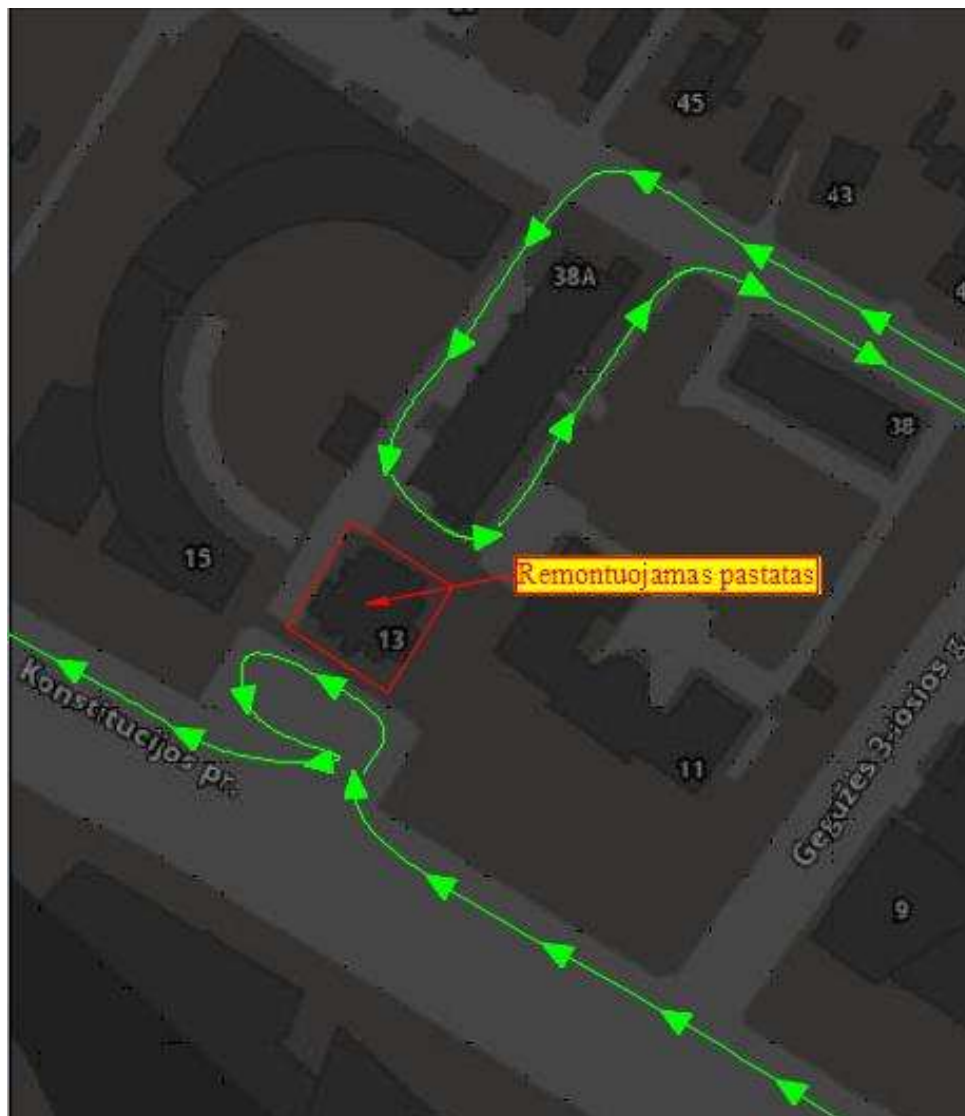 45
43
38A
38
Remontuojamas pastatas
15
13
Konstitucijos pr.
11
Gegužės 3-iosios g.
9